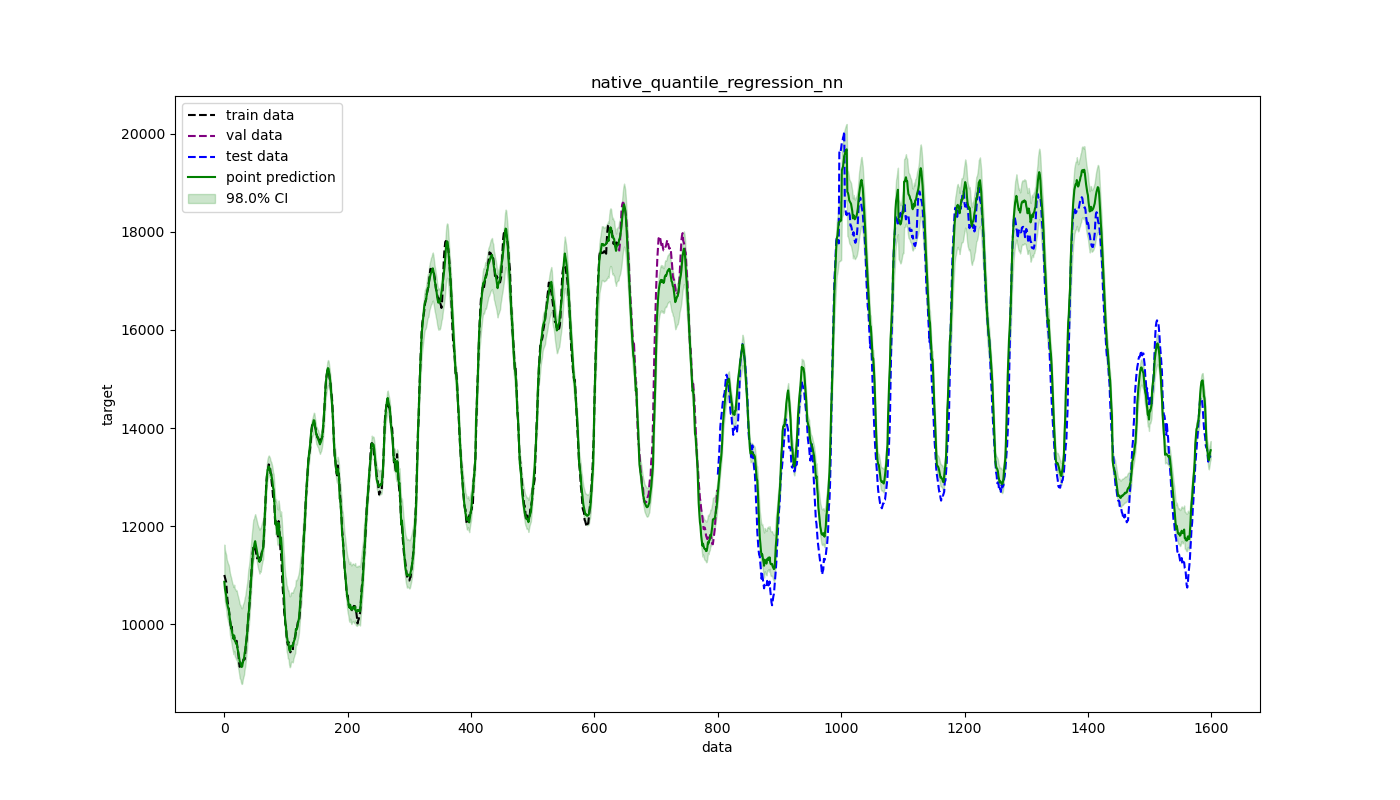 native_quantile_regression_nn
train data
val data
test data
point prediction
98.0% CI
20000
18000
16000
14000
12000
10000
target
0 200 400 600 800 1000 1200 1400 1600
data